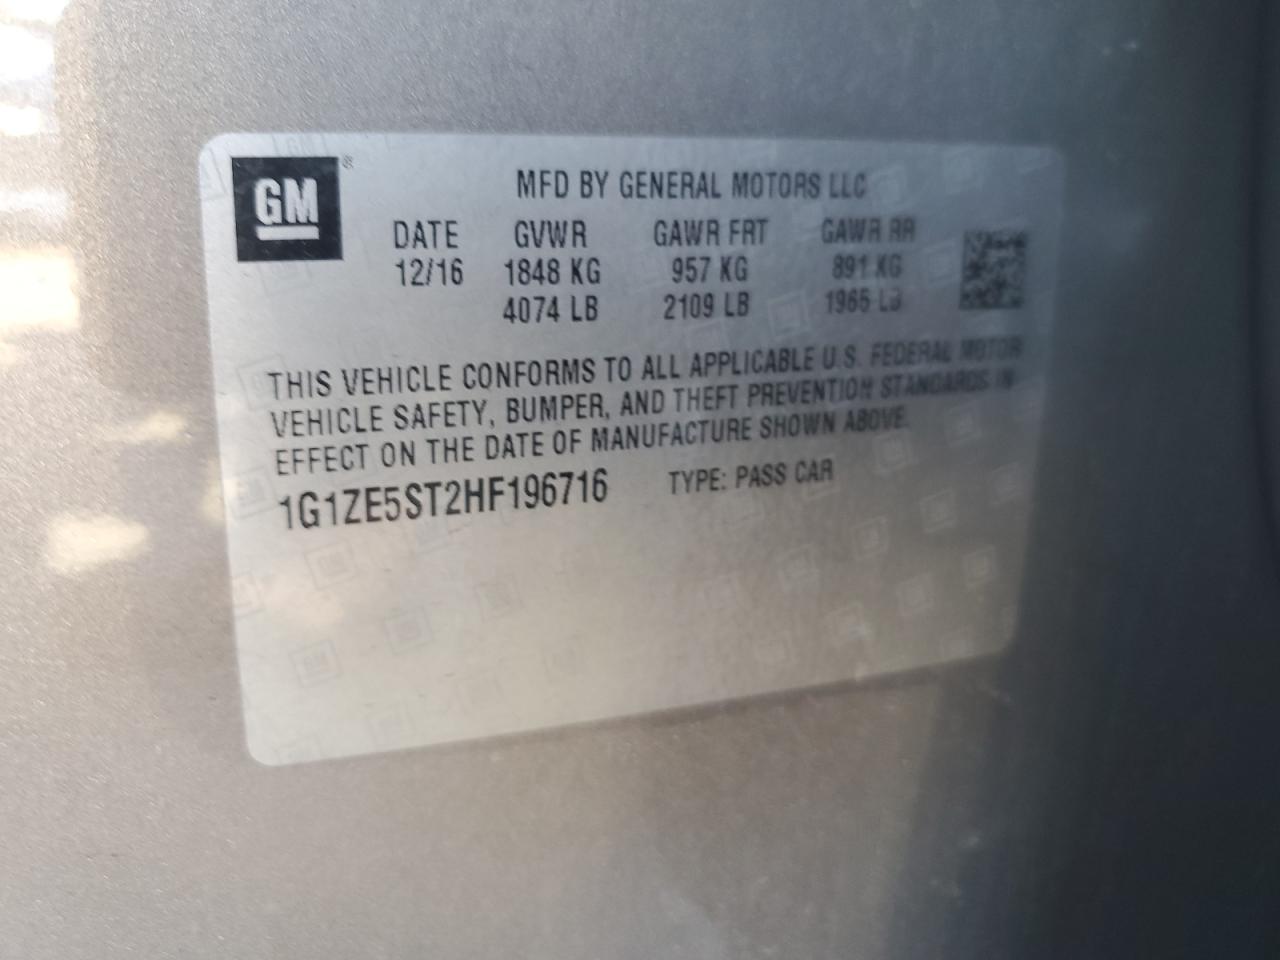 GM®
MFD BY GENERAL MOTORS LLC
DATE GVWR GAWR FRT GAWR RR
12/16 1848 KG 957 KG 891 KG
4074 LB 2109 LB 1965 LB
THIS VEHICLE CONFORMS TO ALL APPLICABLE U.S. FEDERAL MOTOR
VEHICLE SAFETY, BUMPER, AND THEFT PREVENTION STANDARDS IN
EFFECT ON THE DATE OF MANUFACTURE SHOWN ABOVE.
1G1ZE5ST2HF196716 TYPE: PASS CAR